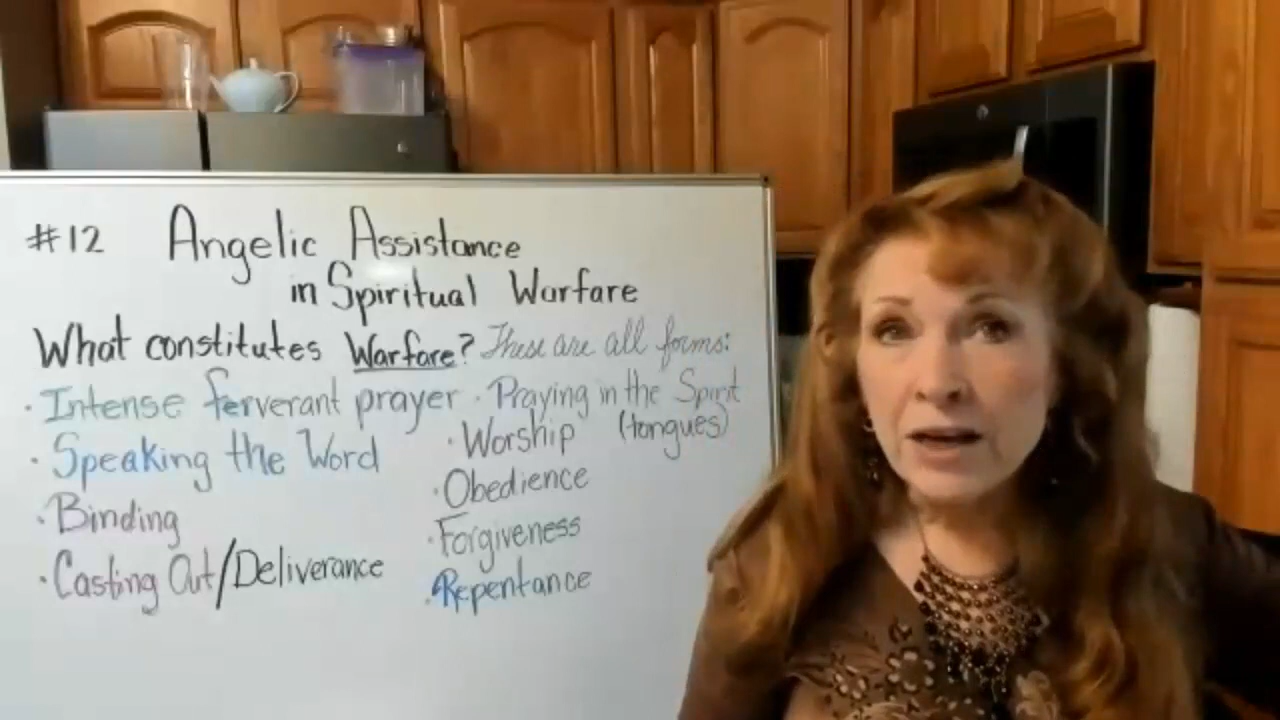 #12 Angelic Assistance
in Spiritual Warfare
What constitutes Warfare? These are all forms:
· Intense ferverant prayer
· Speaking the Word
· Binding
· Casting Out/Deliverance
· Praying in the Spirit
(tongues)
· Worship
· Obedience
· Forgiveness
· Repentance